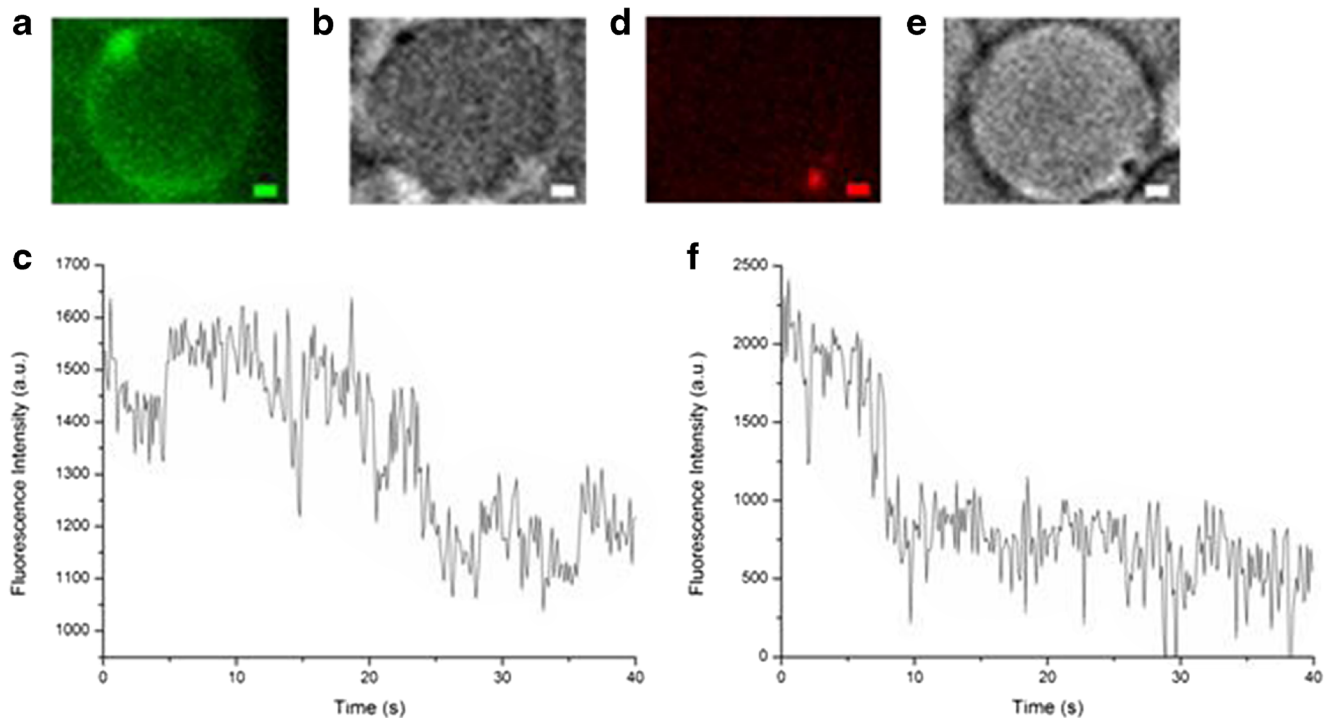 a
b
d
e
c
1700
1600
1500
1400
1300
1200
1100
1000
Fluorescence Intensity (a.u.)
0 10 20 30 40
Time (s)
f
2500
2000
1500
1000
500
0
Fluorescence Intensity (a.u.)
0 10 20 30 40
Time (s)